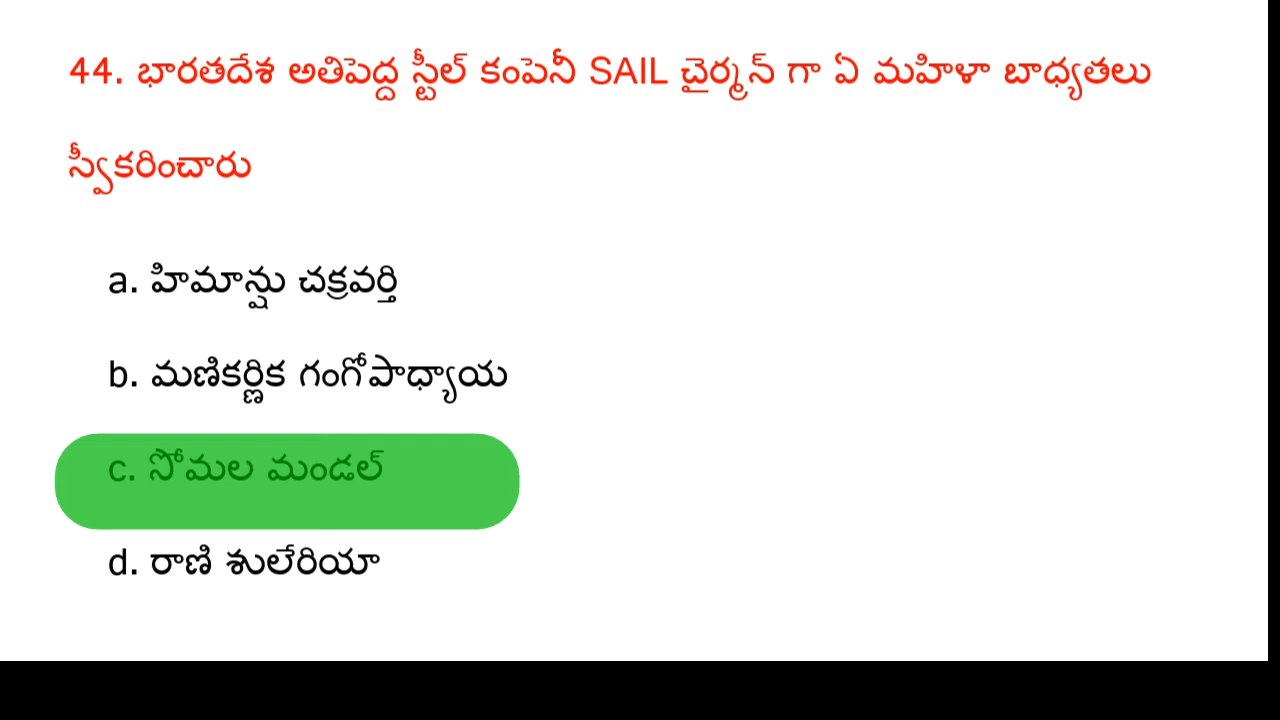 44. భారతదేశ అతిపెద్ద స్టీల్ కంపెనీ SAIL చైర్మన్ గా ఏ మహిళా బాధ్యతలు
స్వీకరించారు
a. హిమాన్షు చక్రవర్తి
b. మణికర్ణిక గంగోపాధ్యాయ
c. సోమల మండల్
d. రాణి శులేరియా